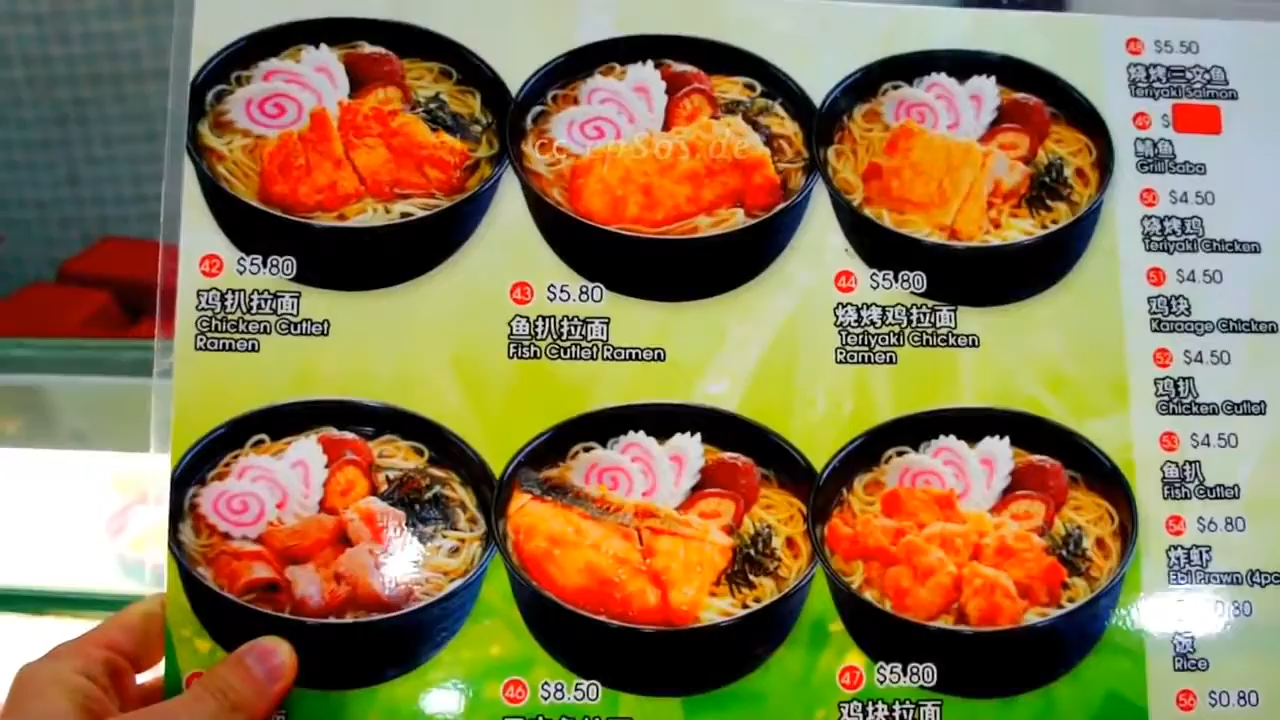 cc-by 8os.de
42 $5.80
鸡扒拉面
Chicken Cutlet
Ramen
43 $5.80
鱼扒拉面
Fish Cutlet Ramen
44 $5.80
烧烤鸡拉面
Teriyaki Chicken
Ramen
46 $8.50
47 $5.80
鸡块拉面
48 $5.50
烧烤三文鱼
Teriyaki Salmon
49 $
鲭鱼
Grill Saba
50 $4.50
烧烤鸡
Teriyaki Chicken
51 $4.50
鸡块
Karaage Chicken
52 $4.50
鸡扒
Chicken Cutlet
53 $4.50
鱼扒
Fish Cutlet
54 $6.80
炸虾
Ebi Prawn (4pc
.80
饭
Rice
56 $0.80